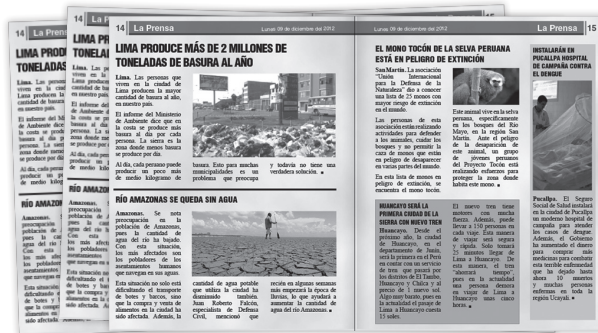 14 La Prensa
14 La Prensa
15
14 La Prensa Lunes 09 de diciembre del 2012
Lunes 09 de diciembre del 2012 La Prensa 15
LIMA PRODUCE MÁS DE 2 MILLONES DE
TONELADAS DE BASURA AL AÑO
Lima. Las personas que
viven en la ciudad de
Lima producen la mayor
cantidad de basura al año,
en nuestro país.
El informe del Ministerio
de Ambiente dice que en
la costa se produce más
basura al día por cada
persona. La sierra es la
zona donde menos basura
se produce por día.
Al día, cada persona puede
producir un poco más
de medio kilogramo de
basura. Esto para muchas
municipalidades es un
problema que preocupa
y todavía no tiene una
verdadera solución.
RÍO AMAZONAS SE QUEDA SIN AGUA
Amazonas. Se nota
preocupación en la
población de Amazonas,
pues la cantidad de
agua del río ha bajado.
Con esta situación,
los más afectados son
los pobladores de los
asentamientos humanos
que navegan en sus aguas.
Esta situación no solo está
dificultando el transporte
de botes y barcos, sino
que la compra y venta de
alimentos en la ciudad ha
sido afectada. Además, la
cantidad de agua potable
que utiliza la ciudad ha
disminuido también.
Juan Roberto Falcón,
especialista de Defensa
Civil, mencionó que
recién en algunas semanas
más empezará la época de
lluvias, lo que ayudará a
aumentar la cantidad de
agua del río Amazonas.
EL MONO TOCÓN DE LA SELVA PERUANA
ESTÁ EN PELIGRO DE EXTINCIÓN
San Martín. La asociación
"Unión Internacional
para la Defensa de la
Naturaleza" dio a conocer
una lista de 25 monos con
mayor riesgo de extinción
en el mundo.
Las personas de esta
asociación están realizando
actividades para defender
a los animales, cuidar los
bosques y no permitir la
caza de monos que están
en peligro de desaparecer
en varias partes del mundo.
En esta lista de monos en
peligro de extinción, se
encuentra el mono tocón.
Este animal vive en la selva
peruana, específicamente
en los bosques del Río
Mayo, en la región San
Martín. Ante el peligro
de la desaparición de
este animal, un grupo
de jóvenes peruanos
del Proyecto Tocón está
realizando esfuerzos para
proteger la zona donde
habita este mono.
HUANCAYO SERÁ LA
PRIMERA CIUDAD DE LA
SIERRA CON NUEVO TREN
Huancayo. Desde el
próximo año, la ciudad
de Huancayo, en el
departamento de Junín,
será la primera en el Perú
en contar con un servicio
de tren que pasará por
los distritos de El Tambo,
Huancayo y Chilca y al
precio de 1 nuevo sol.
Algo muy barato, pues en
la actualidad el pasaje de
Lima a Huancayo cuesta
15 soles.
El nuevo tren tiene
motores con mucha
fuerza. Además, puede
llevar a 150 personas en
cada viaje. Esta manera
de viajar será segura
y rápida. Solo tomará
25 minutos llegar de
Lima a Huancayo. De
esta manera, el tren
"ahorrará tiempo",
pues en la actualidad
una persona demora
en viajar de Lima a
Huancayo unas cinco
horas.
INSTALARÁN EN
PUCALLPA HOSPITAL
DE CAMPAÑA CONTRA
EL DENGUE
Pucallpa. El Seguro
Social de Salud instalará
en la ciudad de Pucallpa
un moderno hospital de
campaña para atender
los casos de dengue.
Además, el Gobierno
ha aumentado el dinero
para comprar más
medicinas para combatir
esta terrible enfermedad
que ha dejado hasta
ahora 10 muertos
y muchas personas
enfermas en toda la
región Ucayali.